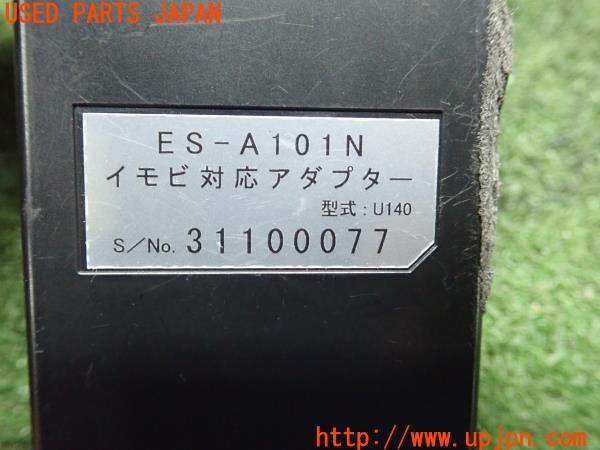 USED PARTS JAPAN
ES-A101N
イモビ対応アダプター
型式:U140
S/No.31100077
http://www.upjpn.com